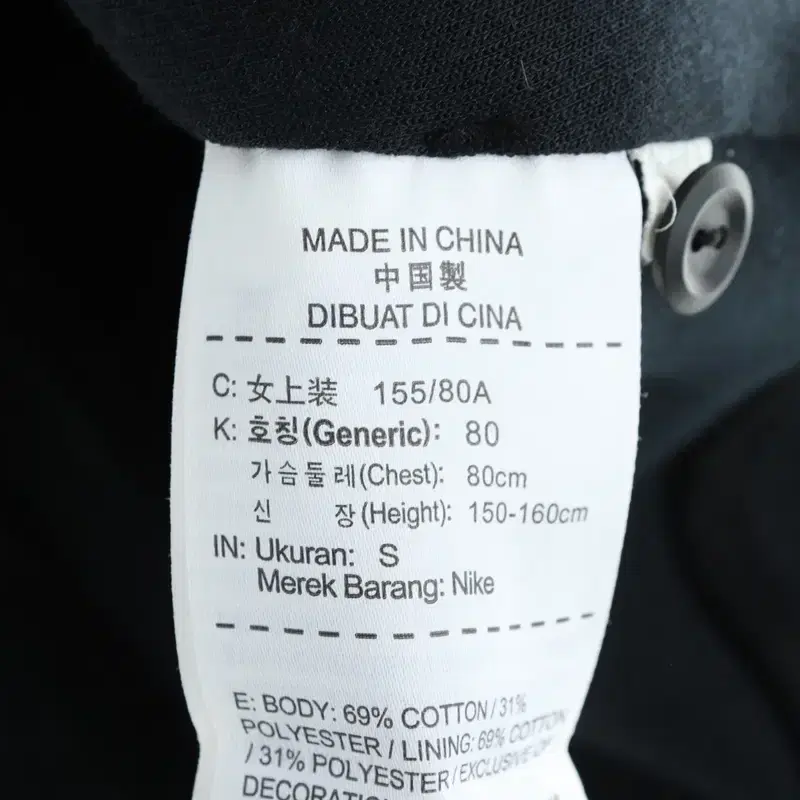 MADE IN CHINA
中国製
DIBUAT DI CINA
C: 女上装 155/80A
K: 호칭(Generic): 80
가슴둘레(Chest): 80cm
신 장(Height): 150-160cm
IN: Ukuran: S
Merek Barang: Nike
E: BODY: 69% COTTON / 31%
POLYESTER / LINING: 69% COTTON
/ 31% POLYESTER / EXCLUSIVE OF